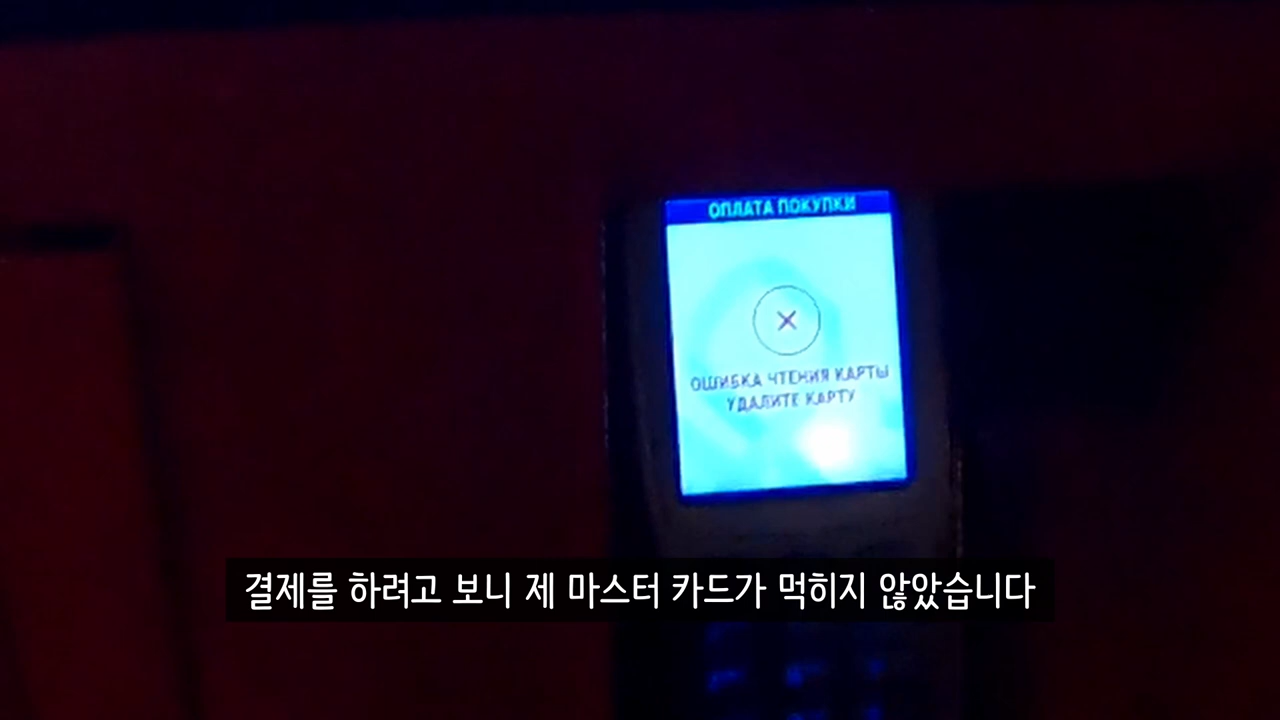 ОПЛАТА ПОКУПКИ
ОШИБКА ЧТЕНИЯ КАРТЫ
УДАЛИТЕ КАРТУ
결제를 하려고 보니 제 마스터 카드가 먹히지 않았습니다